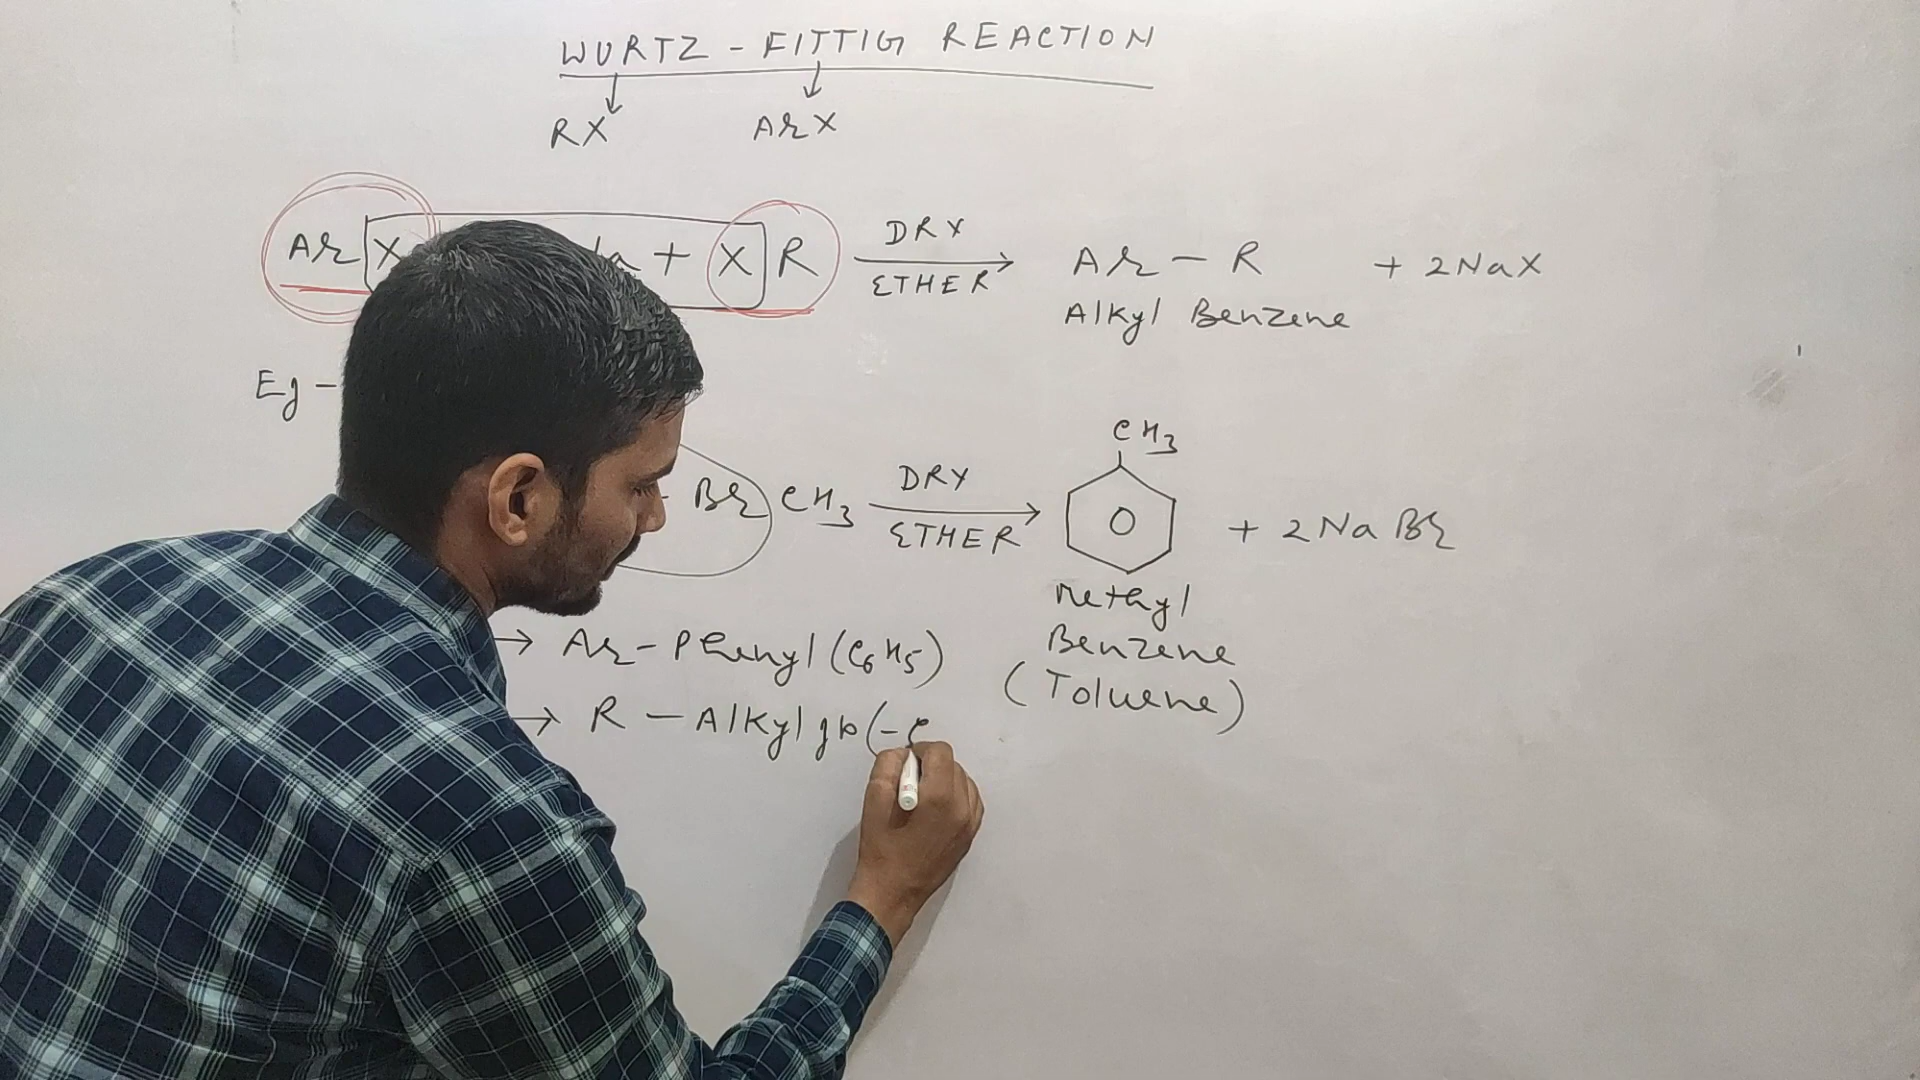 WURTZ - FITTIG REACTION
RX ArX
Ar X a + X R DRY ETHER Ar - R + 2NaX
Alkyl Benzene
Eg -
Br CH3 DRY ETHER CH3 + 2NaBr
Methyl
Benzene
(Toluene)
→ Ar - Phenyl (C6H5)
→ R - Alkyl gp (-C